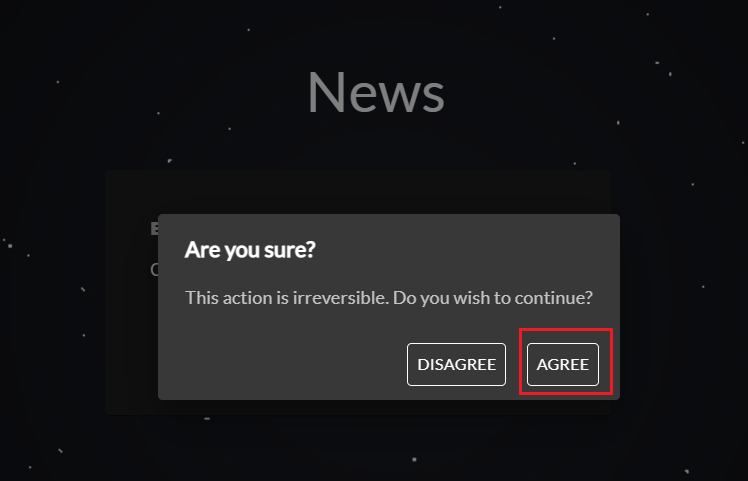 News
Are you sure?
This action is irreversible. Do you wish to continue?
DISAGREE
AGREE